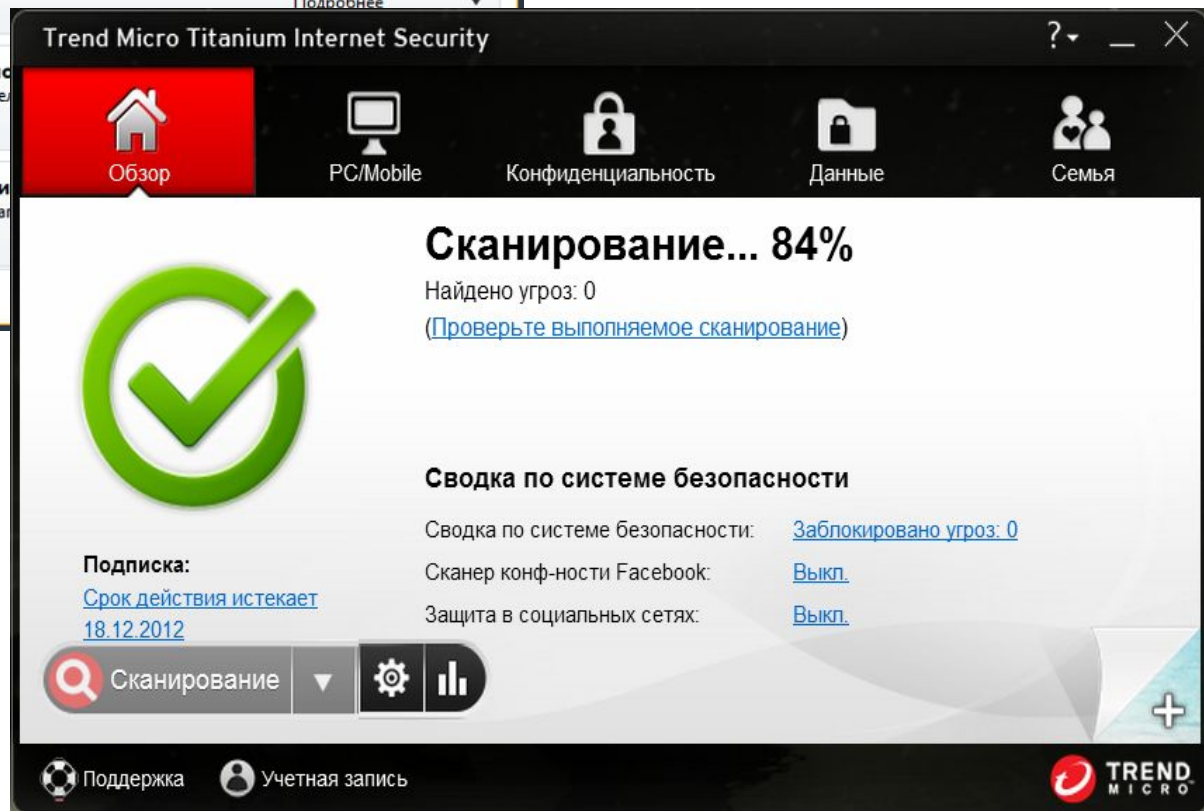 Подробнее
Trend Micro Titanium Internet Security
?
Обзор
PC/Mobile
Конфиденциальность
Данные
Семья
Сканирование... 84%
Найдено угроз: 0
(Проверьте выполняемое сканирование)
Сводка по системе безопасности
Сводка по системе безопасности: Заблокировано угроз: 0
Сканер конф-ности Facebook: Выкл.
Защита в социальных сетях: Выкл.
Подписка:
Срок действия истекает
18.12.2012
Сканирование
Поддержка
Учетная запись
TREND
MICRO